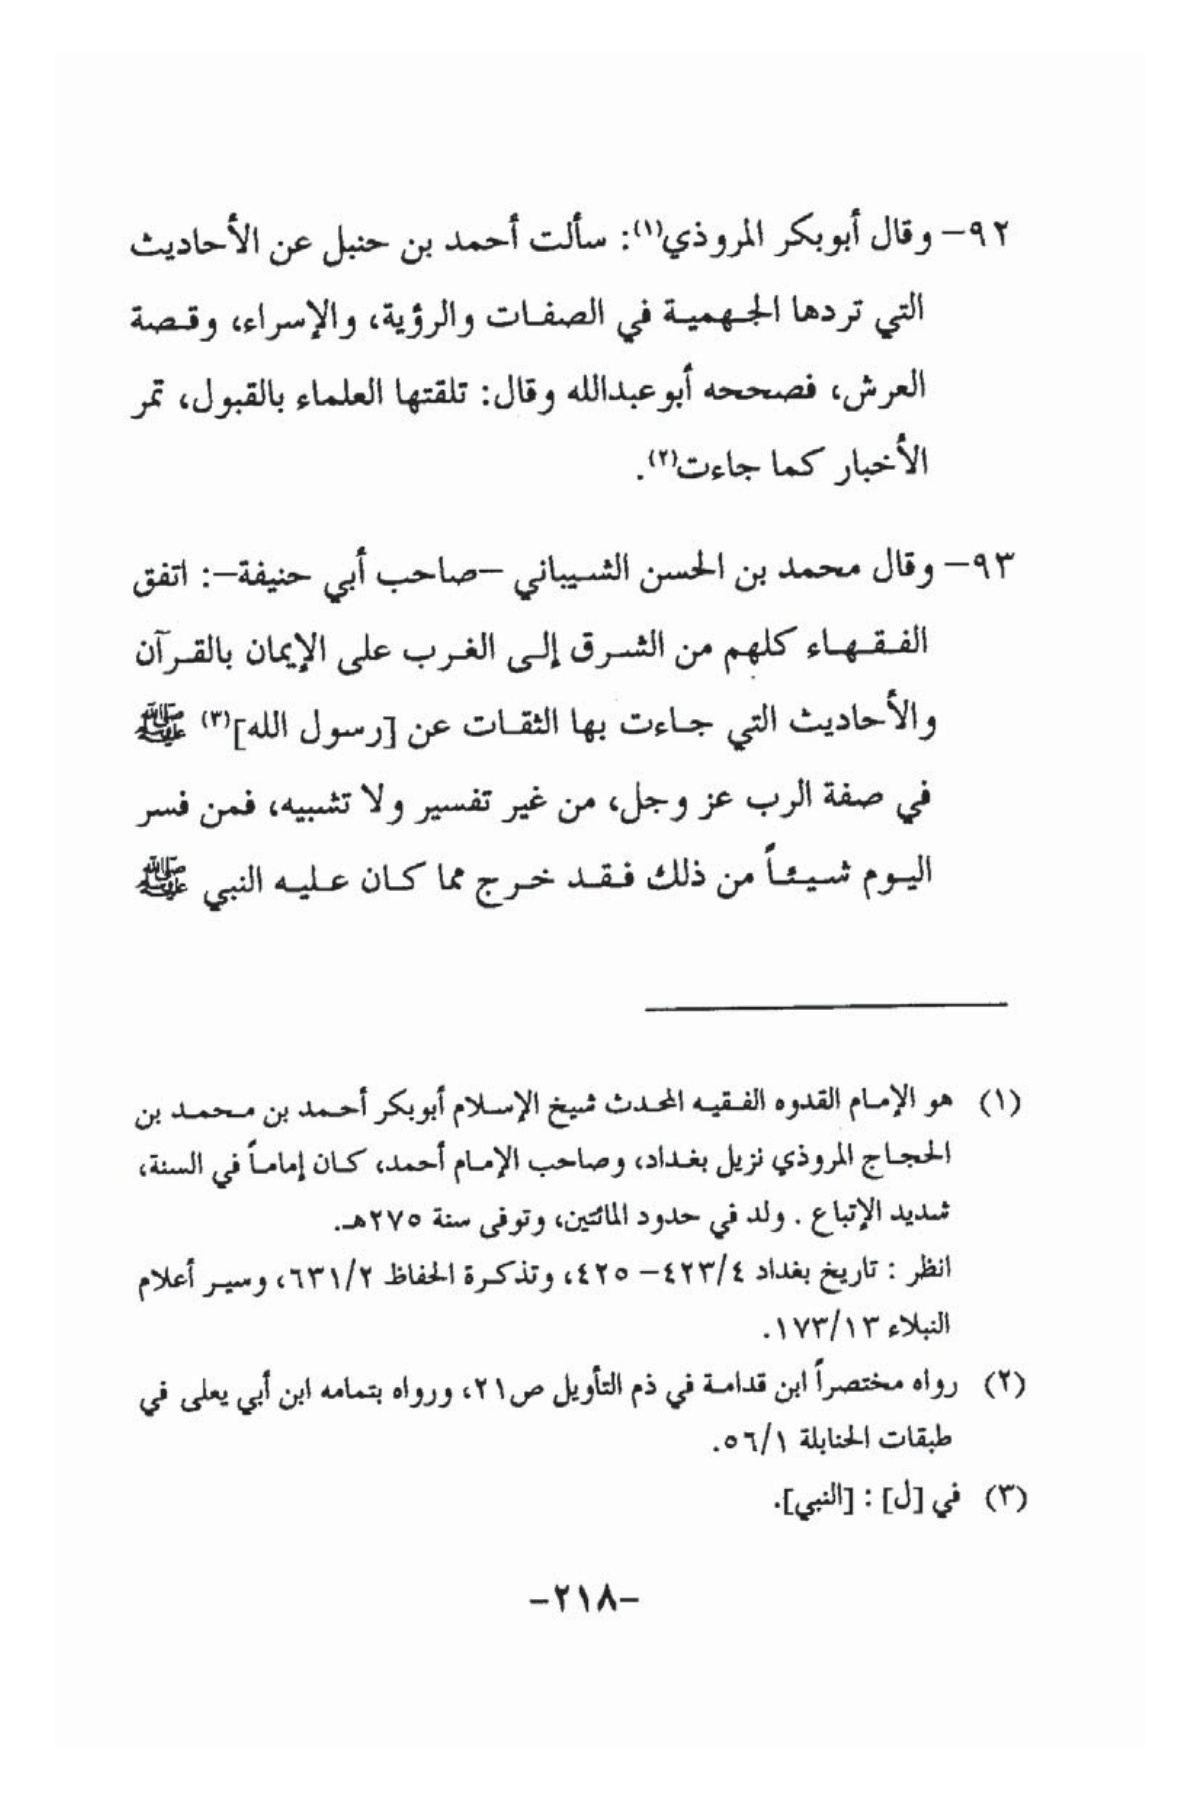 ٩٢- وقال أبوبكر المروذي(١): سألت أحمد بن حنبل عن الأحاديث
التي تردها الجهمية في الصفات والرؤية، والإسراء، وقصة
العرش، فصححه أبوعبدالله وقال: تلقتها العلماء بالقبول، تمر
الأخبار كما جاءت(٢).
٩٣- وقال محمد بن الحسن الشيباني -صاحب أبي حنيفة-: اتفق
الفقهاء كلهم من الشرق إلى الغرب على الإيمان بالقرآن
والأحاديث التي جاءت بها الثقات عن [رسول الله](٣) ﷺ
في صفة الرب عز وجل، من غير تفسير ولا تشبيه، فمن فسر
اليوم شيئاً من ذلك فقد خرج مما كان عليه النبي ﷺ
(١) هو الإمام القدوه الفقيه المحدث شيخ الإسلام أبوبكر أحمد بن محمد بن
الحجاج المروذي نزيل بغداد، وصاحب الإمام أحمد، كان إماماً في السنة،
شديد الإتباع . ولد في حدود المائتين، وتوفى سنة ٢٧٥هـ.
انظر : تاريخ بغداد ٤٢٣/٤- ٤٢٥، وتذكرة الحفاظ ٦٣١/٢، وسير أعلام
النبلاء ١٧٣/١٣.
(٢) رواه مختصراً ابن قدامة في ذم التأويل ص٢١، ورواه بتمامه ابن أبي يعلى في
طبقات الحنابلة ٥٦/١.
(٣) في [ل] : [النبي].
-٢١٨-